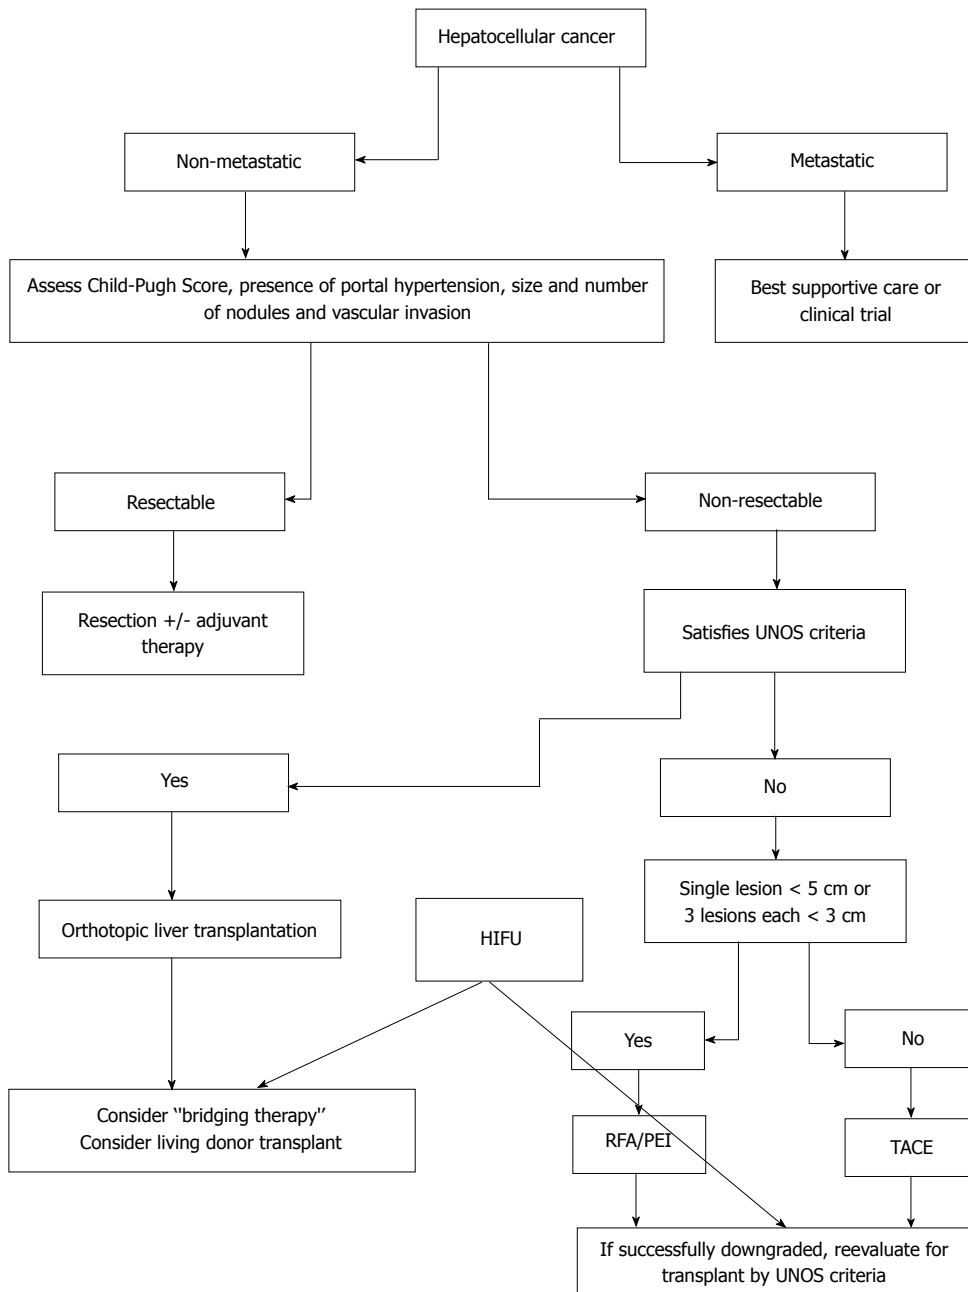 Hepatocellular cancer
Non-metastatic
Metastatic
Assess Child-Pugh Score, presence of portal hypertension, size and number
of nodules and vascular invasion
Best supportive care or
clinical trial
Resectable
Non-resectable
Resection +/- adjuvant
therapy
Satisfies UNOS criteria
Yes
No
Orthotopic liver transplantation
HIFU
Single lesion < 5 cm or
3 lesions each < 3 cm
Yes
No
Consider "bridging therapy"
Consider living donor transplant
RFA/PEI
TACE
If successfully downgraded, reevaluate for
transplant by UNOS criteria